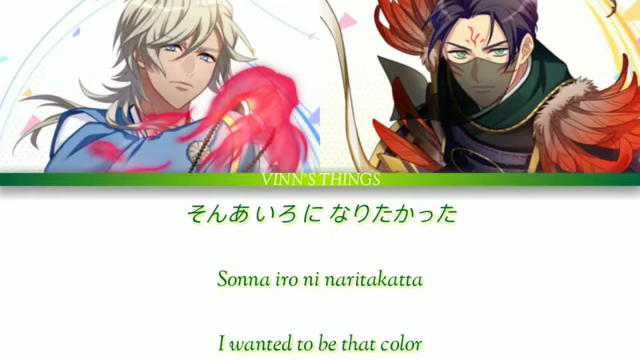 VINN'S THINGS
そんあ いろ に なりたかった
Sonna iro ni naritakatta
I wanted to be that color